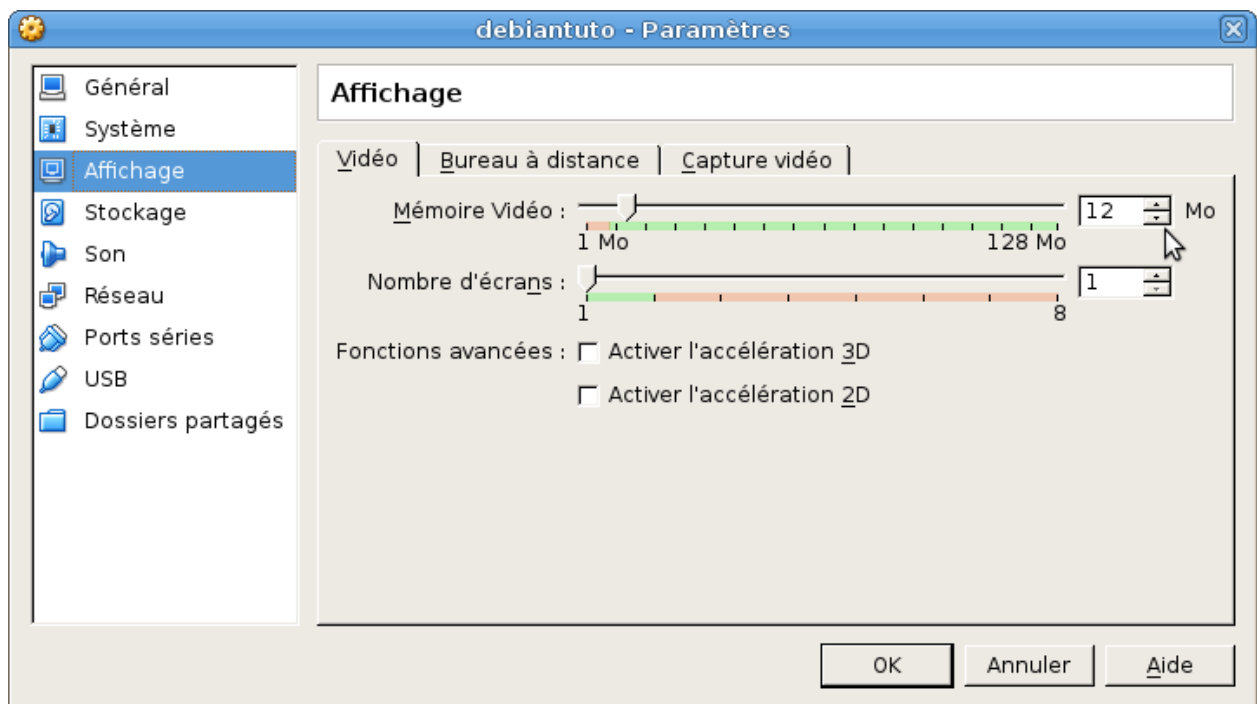 debiantuto - Paramètres
Général
Système
Affichage
Stockage
Son
Réseau
Ports séries
USB
Dossiers partagés
Affichage
Vidéo
Bureau à distance
Capture vidéo
Mémoire Vidéo : 12 Mo
1 Mo 128 Mo
Nombre d'écrans : 1
1 8
Fonctions avancées : Activer l'accélération 3D
Activer l'accélération 2D
OK Annuler Aide